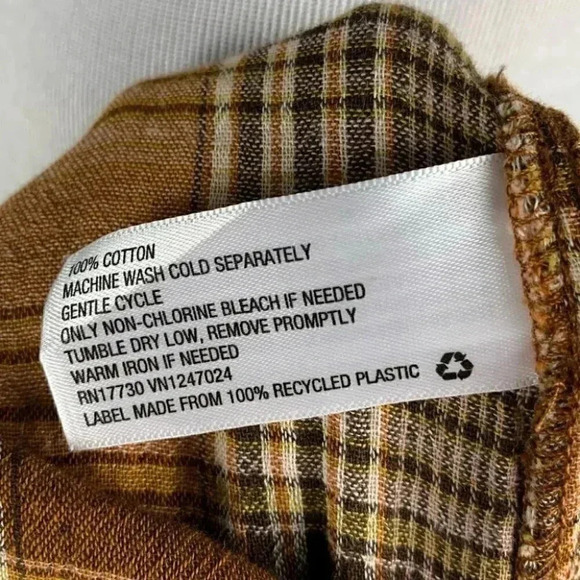 100% COTTON
MACHINE WASH COLD SEPARATELY
GENTLE CYCLE
ONLY NON-CHLORINE BLEACH IF NEEDED
TUMBLE DRY LOW, REMOVE PROMPTLY
WARM IRON IF NEEDED
RN17730 VN1247024
LABEL MADE FROM 100% RECYCLED PLASTIC